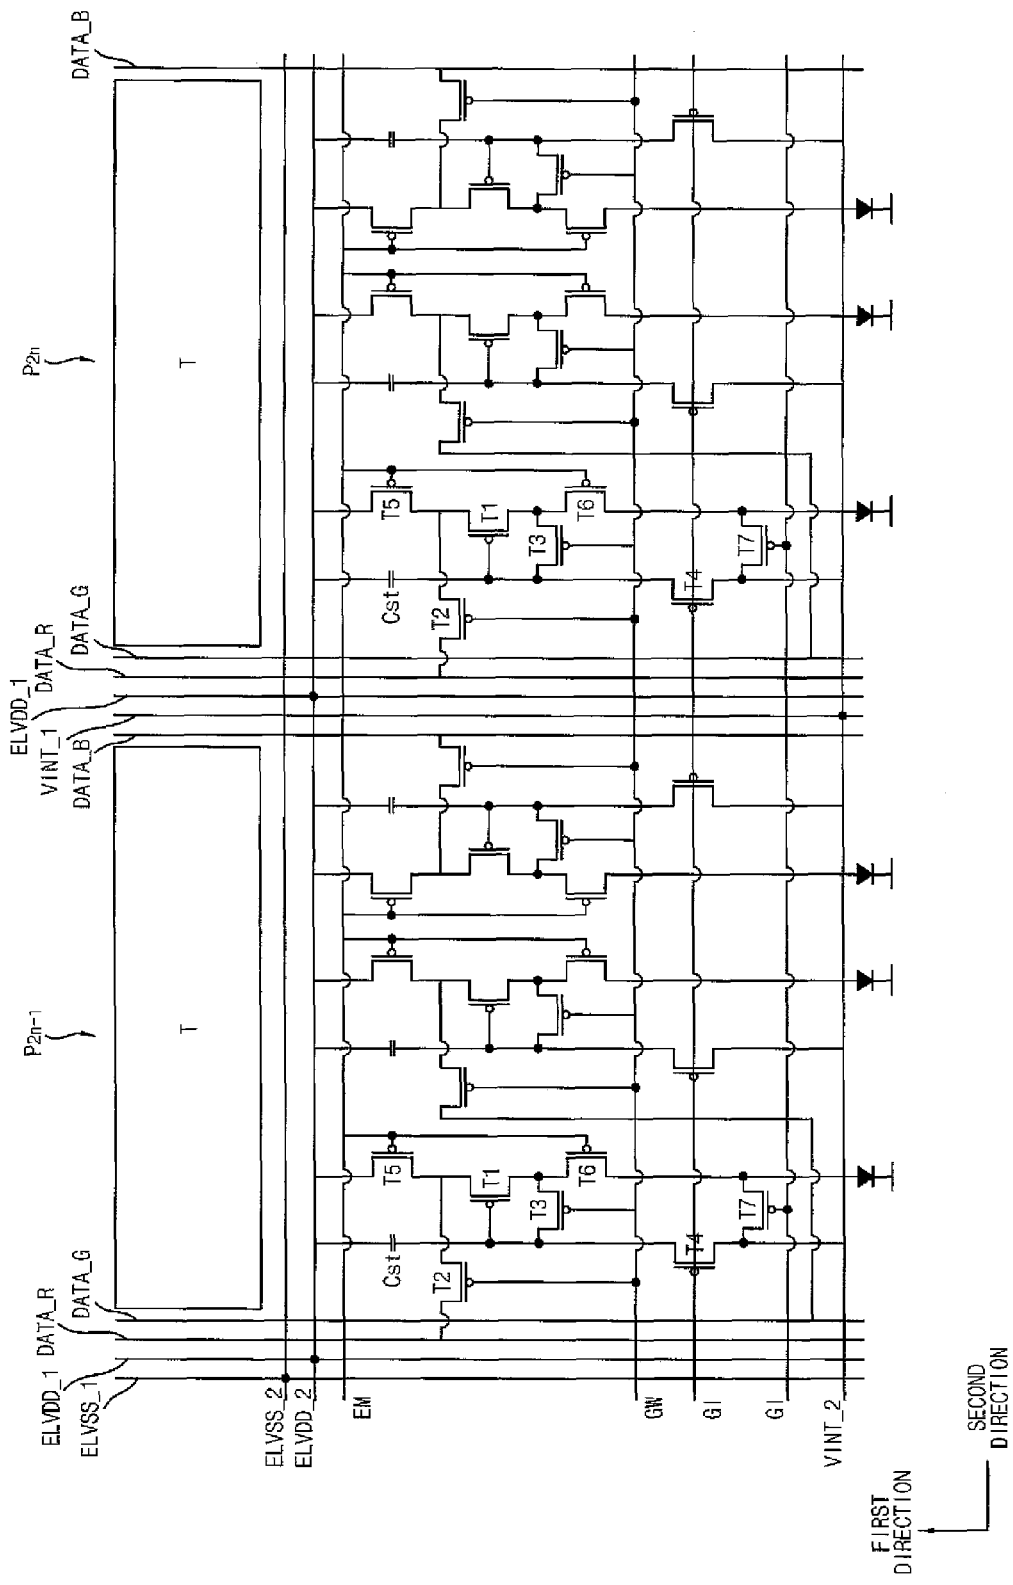 DATA_B
P2n
T
DATA_G
DATA_R
ELVDD_1
VINT_1
DATA_B
T5
T1
T6
T3
T7
Cst
T2
T4
P2n-1
T
DATA_G
DATA_R
ELVDD_1
ELVSS_1
T5
T1
T6
T3
T7
Cst
T2
T4
ELVSS_2
ELVDD_2
EM
GW
GI
GI
VINT_2
SECOND
DIRECTION
FIRST
DIRECTION